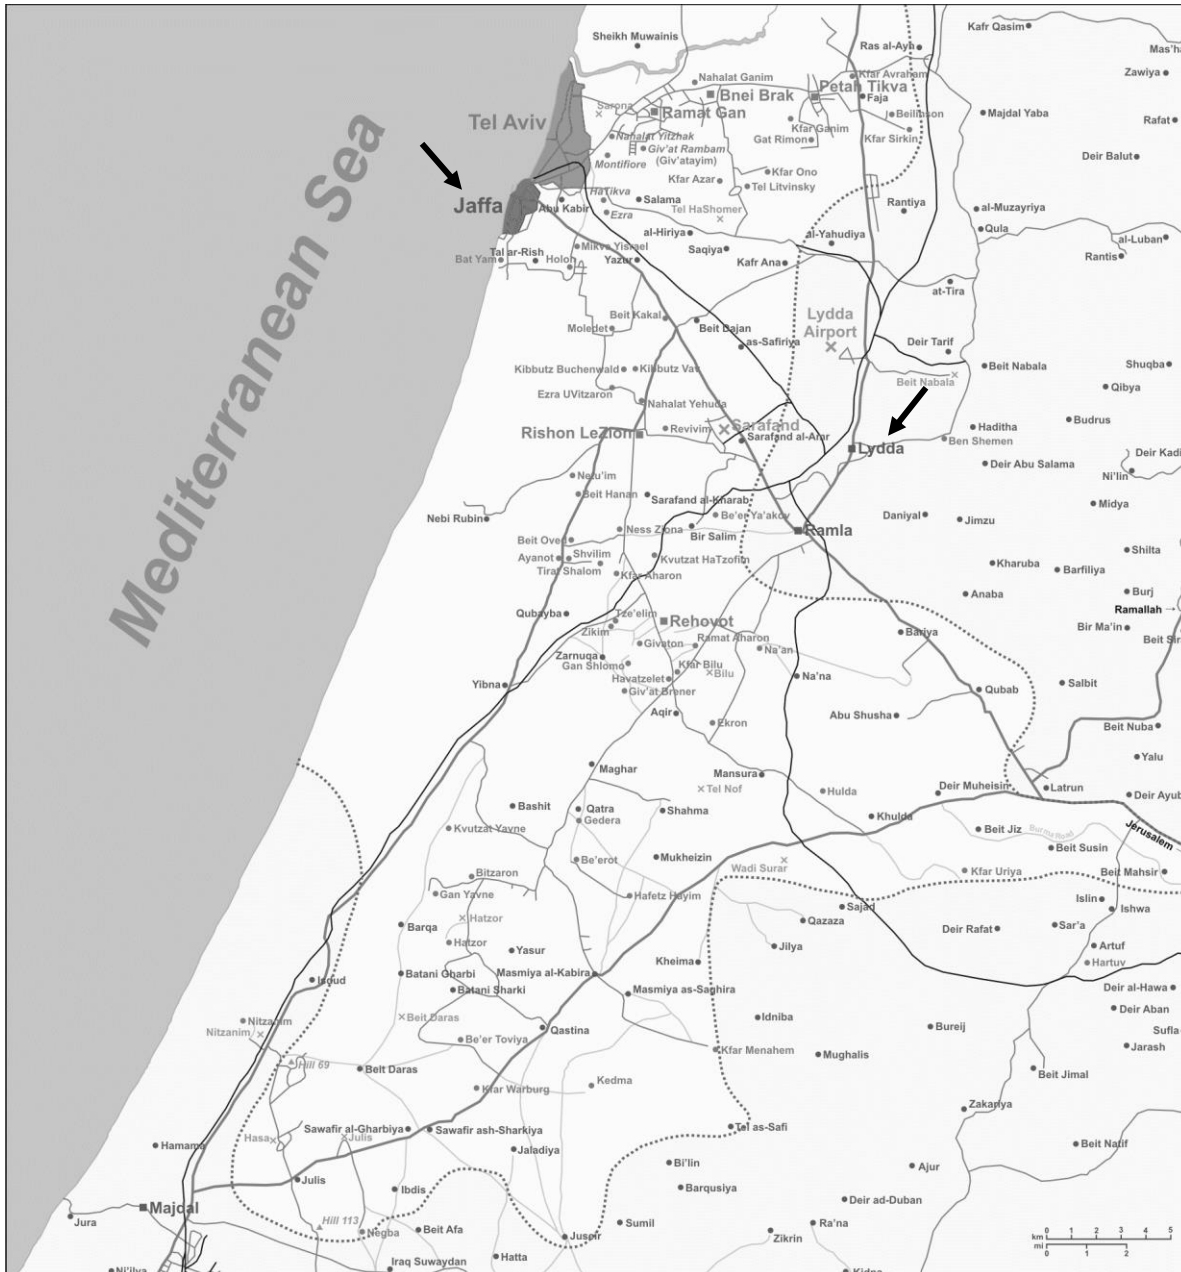 Sheikh Muwainis
Kafr Qasim
Ras al-Ayn
Mas'ha
Zawiya
Nahalat Ganim
Kfar Avraham
Petah Tikva
Bnei Brak
Faja
Sarona
Ramat Gan
Beilinson
Majdal Yaba
Rafat
Tel Aviv
Kfar Ganim
Nahalat Yitzhak
Gat Rimon
Kfar Sirkin
Giv'at Rambam
(Giv'atayim)
Montifiore
Deir Balut
Kfar Azar
Kfar Ono
Tel Litvinsky
HaTikva
Jaffa
Abu Kabir
Salama
Ezra
Tel HaShomer
Rantiya
al-Muzayriya
Qula
al-Hiriya
al-Yahudiya
al-Luban
Mikve Yisrael
Saqiya
Tal ar-Rish
Bat Yam
Holon
Yazur
Kafr Ana
Rantis
at-Tira
Mediterranean Sea
Beit Kakal
Moledet
Beit Dajan
Lydda
Airport
as-Safiriya
Deir Tarif
Kibbutz Buchenwald
Kibbutz Vav
Beit Nabala
Shuqba
Beit Nabala
Qibya
Ezra UVitzaron
Nahalat Yehuda
Budrus
Rishon LeZion
Revivim
Sarafand
Sarafand al-Amr
Haditha
Ben Shemen
Lydda
Deir Kadi
Deir Abu Salama
Ni'lin
Netu'im
Beit Hanan
Sarafand al-Kharab
Midya
Nebi Rubin
Be'er Ya'akov
Daniyal
Jimzu
Ness Ziona
Bir Salim
Ramla
Beit Oved
Shilta
Ayanot
Shvilim
Kvutzat HaTzofim
Kharuba
Barfiliya
Tirat Shalom
Kfar Aharon
Anaba
Burj
Ramallah →
Qubayba
Tze'elim
Rehovot
Zikim
Bariya
Bir Ma'in
Beit Sir
Givaton
Ramat Aharon
Na'an
Zarnuqa
Gan Shlomo
Kfar Bilu
Bilu
Havatzelet
Na'na
Yibna
Giv'at Brener
Qubab
Salbit
Aqir
Ekron
Abu Shusha
Beit Nuba
Yalu
Maghar
Mansura
Tel Nof
Hulda
Deir Muheisin
Latrun
Deir Ayub
Bashit
Qatra
Shahma
Gedera
Khulda
Kvutzat Yavne
Beit Jiz
Burma Road
Jerusalem
Beit Susin
Be'erot
Mukheizin
Wadi Surar
Kfar Uriya
Beit Mahsir
Bitzaron
Gan Yavne
Hafetz Hayim
Islin
Ishwa
Sajad
Hatzor
Barqa
Qazaza
Deir Rafat
Sar'a
Hatzor
Yasur
Jilya
Artuf
Kheima
Hartuv
Isdud
Batani Gharbi
Masmiya al-Kabira
Batani Sharki
Masmiya as-Saghira
Deir al-Hawa
Deir Aban
Nitzanim
Nitzanim
Beit Daras
Qastina
Idniba
Bureij
Sufla
Be'er Toviya
Kfar Menahem
Mughalis
Jarash
Hill 69
Beit Daras
Beit Jimal
Kfar Warburg
Kedma
Zakariya
Hasa
Sawafir al-Gharbiya
Julis
Sawafir ash-Sharkiya
Tel as-Safi
Hamama
Beit Natif
Jaladiya
Bi'lin
Ajur
Julis
Ibdis
Barqusiya
Deir ad-Duban
Majdal
Jura
Hill 113
Negba
Beit Afa
Sumil
Ra'na
Zikrin
Juseir
Hatta
Ni'ilya
Iraq Suwaydan
Kidna
0 1 2 3 4 5
km
mi
0 1 2